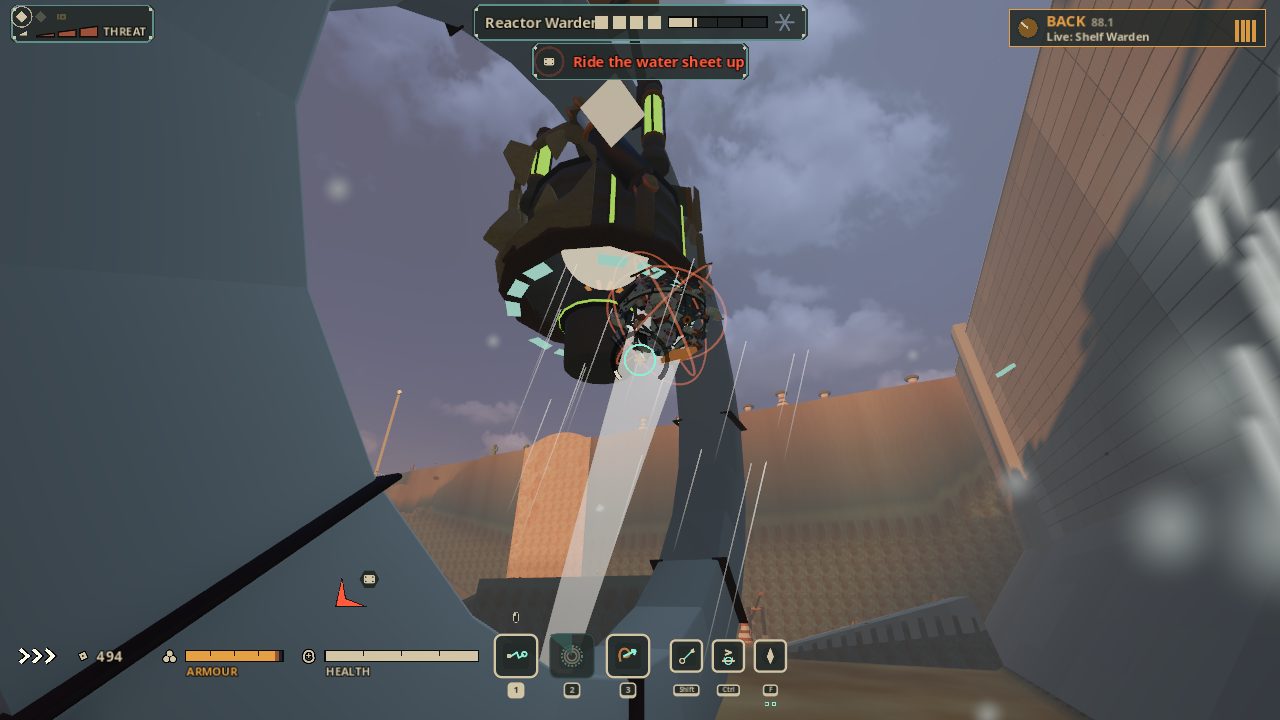 THREAT
Reactor Warden
Ride the water sheet up
BACK 88.1
Live: Shelf Warden
494
ARMOUR
HEALTH
1
2
3
Shift
Ctrl
F